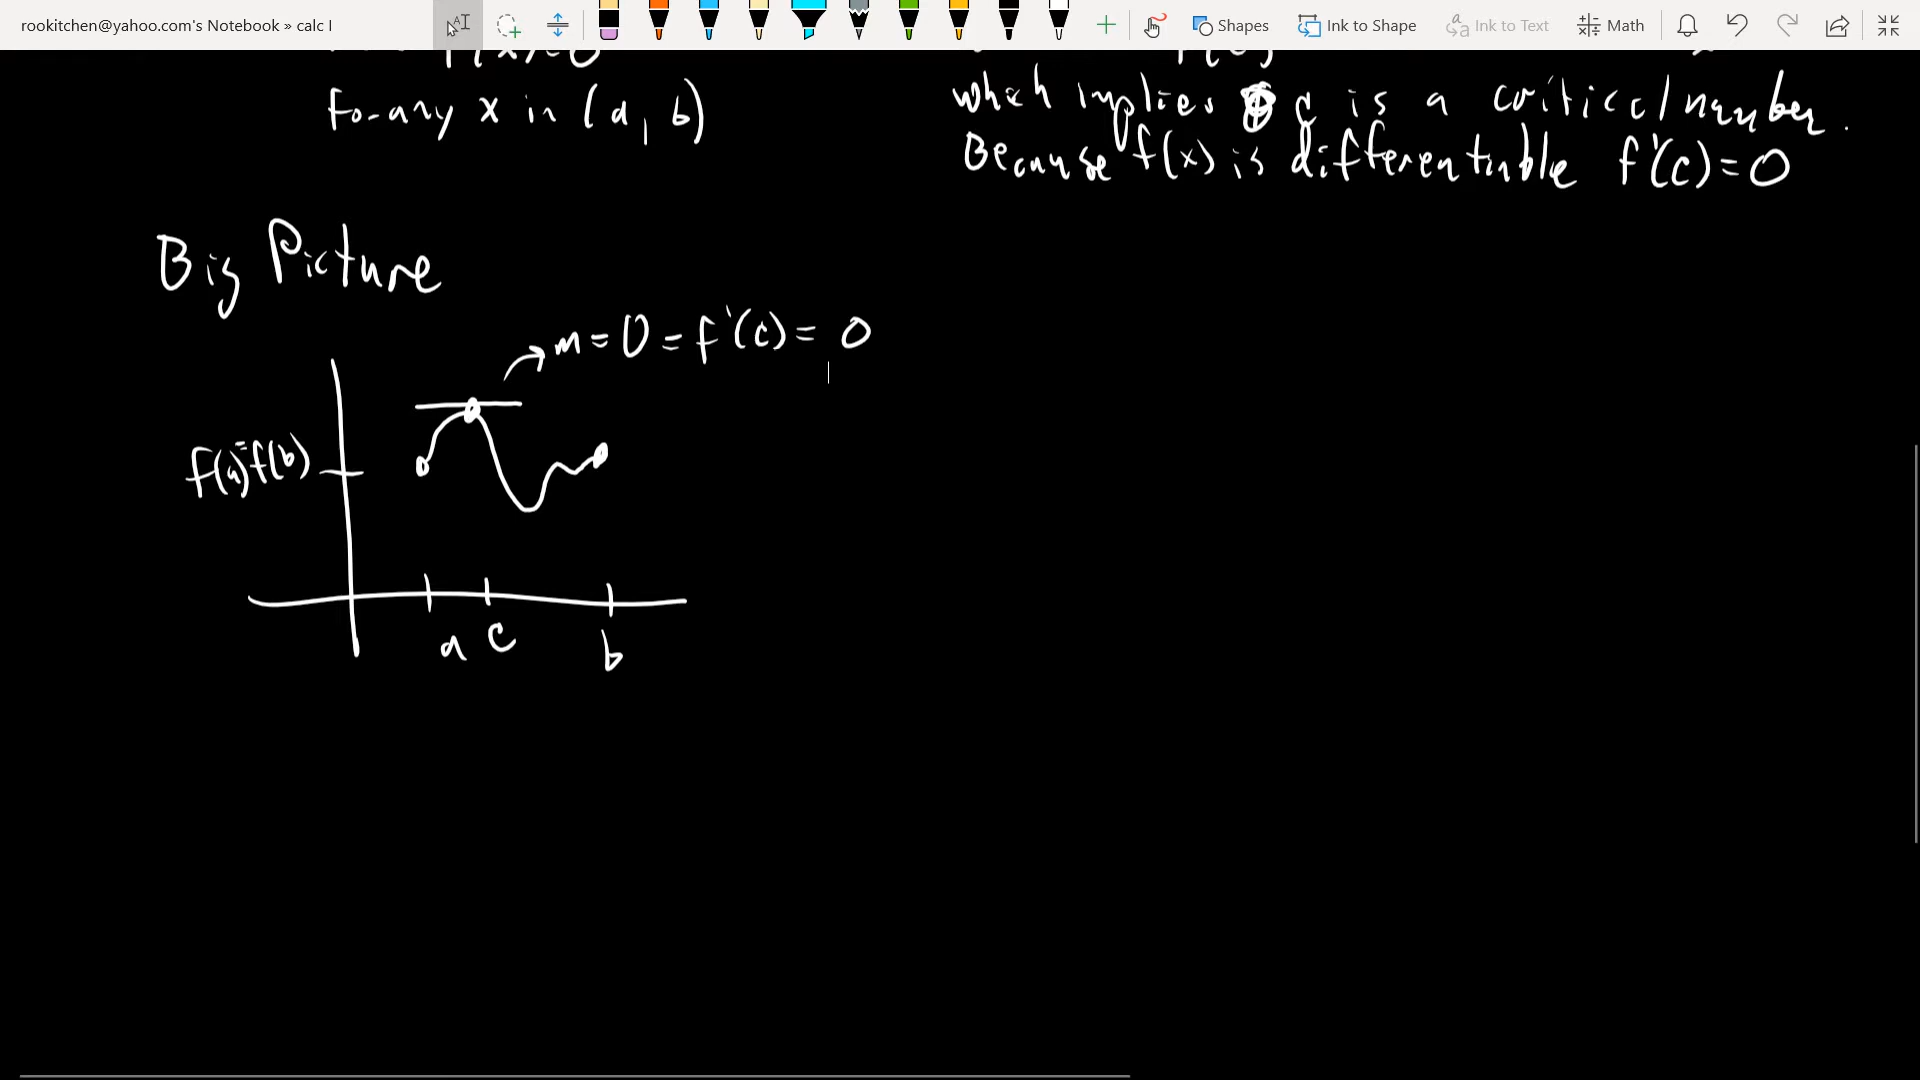 rookitchen@yahoo.com's Notebook » calc I
Shapes
Ink to Shape
Ink to Text
Math
f'(x)=0
For any x in (a, b)
which implies c is a critical number.
Because f(x) is differentiable f'(c)=0
Big Picture
m = 0 = f'(c) = 0
f(a)=f(b)
a c b